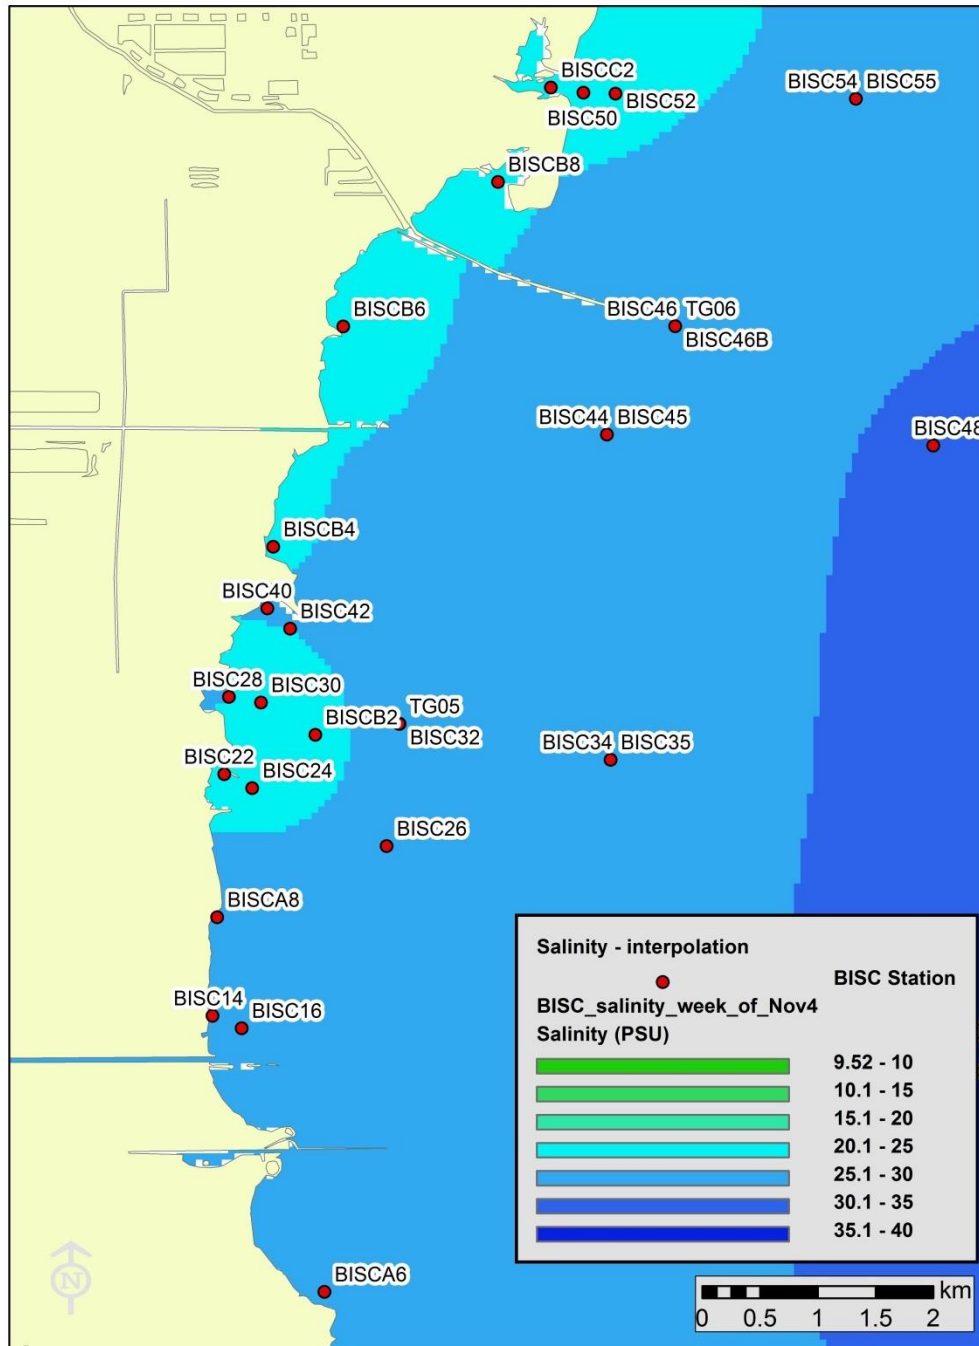 BISCC2
BISC50
BISC52
BISC54 BISC55
BISCB8
BISCB6
BISC46 TG06
BISC46B
BISC44 BISC45
BISC48
BISCB4
BISC40
BISC42
BISC28
BISC30
BISCB2
TG05
BISC32
BISC34 BISC35
BISC22
BISC24
BISC26
BISCA8
BISC14
BISC16
BISCA6
Salinity - interpolation
BISC Station
BISC_salinity_week_of_Nov4
Salinity (PSU)
9.52 - 10
10.1 - 15
15.1 - 20
20.1 - 25
25.1 - 30
30.1 - 35
35.1 - 40
N
km
0 0.5 1 1.5 2